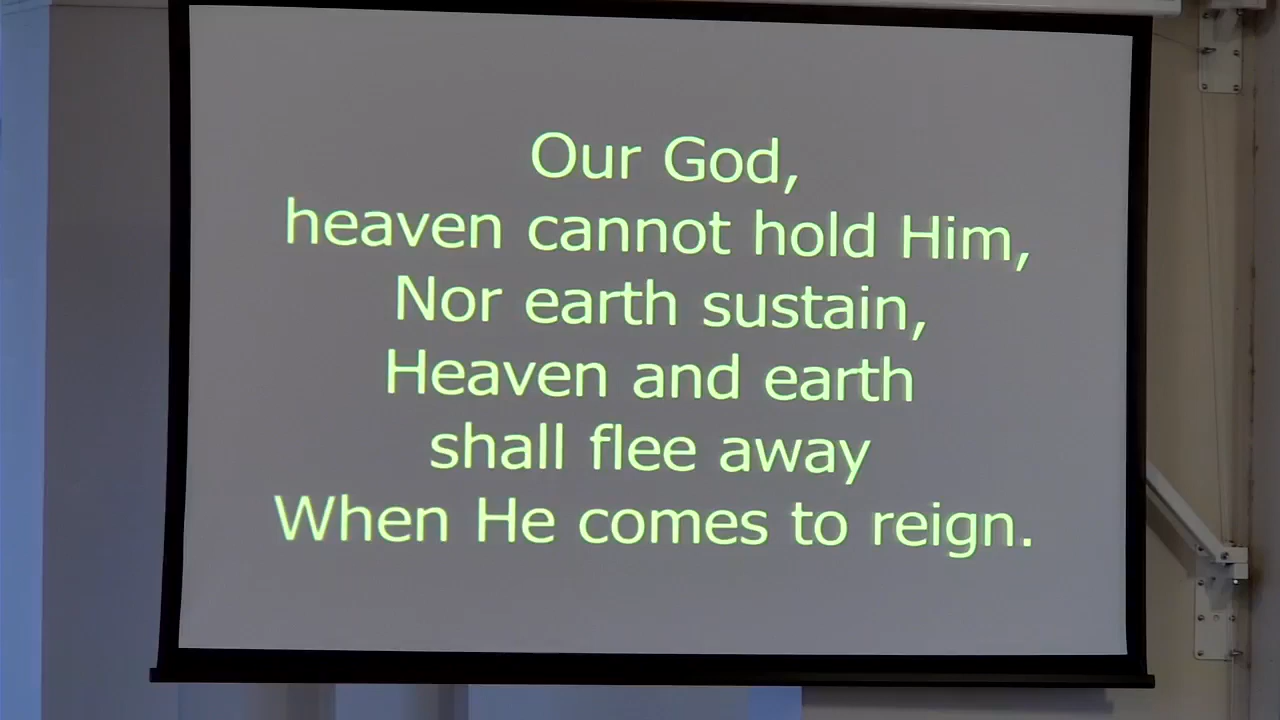 Our God,
heaven cannot hold Him,
Nor earth sustain,
Heaven and earth
shall flee away
When He comes to reign.